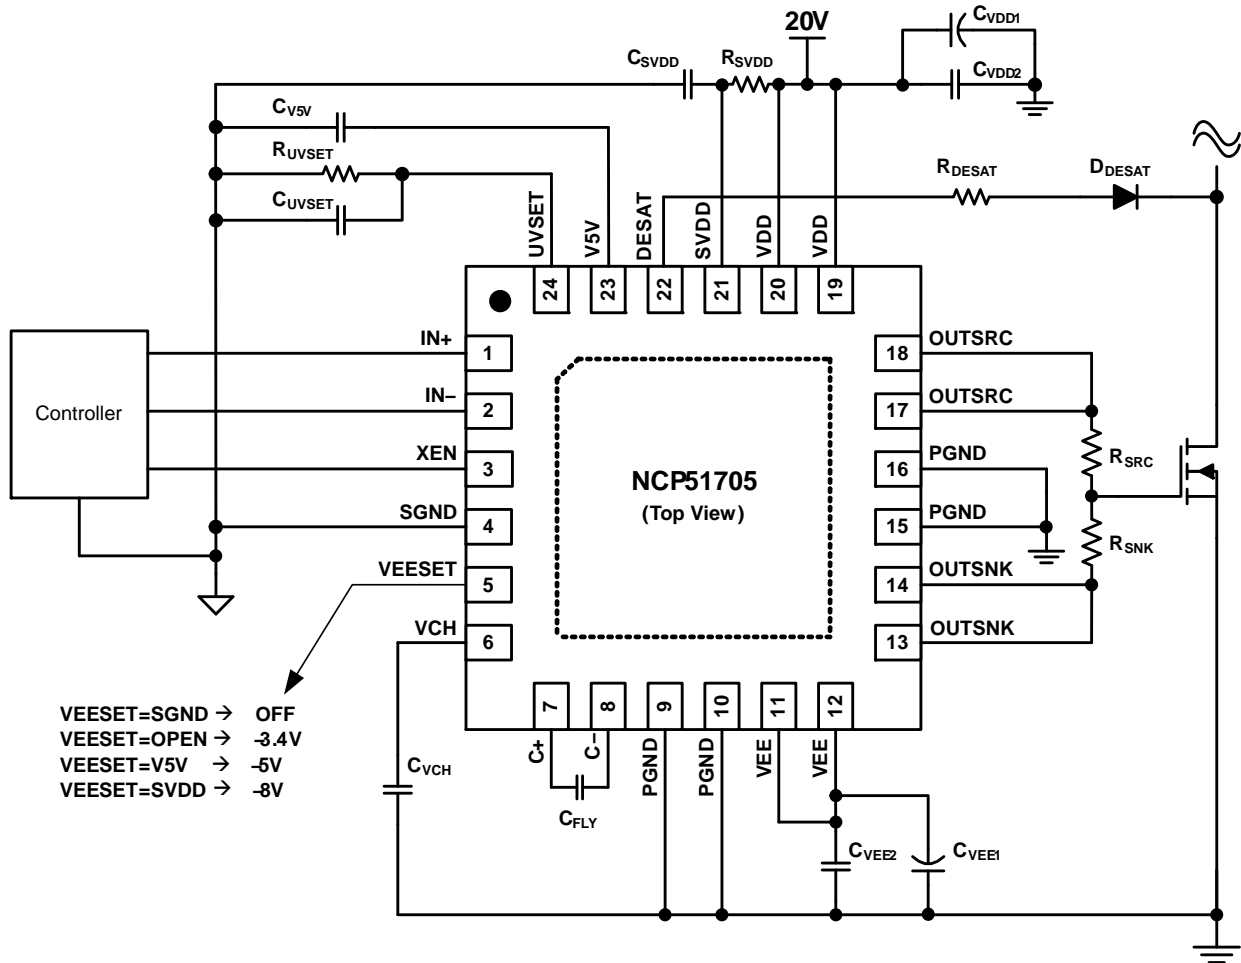 20V
CVDD1
CSVDD
RSVDD
CVDD2
CV5V
RUVSET
CUVSET
RDESAT
DDESAT
UVSET
V5V
DESAT
SVDD
VDD
VDD
24
23
22
21
20
19
Controller
IN+
1
IN–
2
XEN
3
SGND
4
VEESET
5
VCH
6
NCP51705
(Top View)
18
OUTSRC
17
OUTSRC
16
PGND
15
PGND
14
OUTSNK
13
OUTSNK
RSRC
RSNK
7
8
9
10
11
12
C+
C–
PGND
PGND
VEE
VEE
VEESET=SGND → OFF
VEESET=OPEN → –3.4V
VEESET=V5V → –5V
VEESET=SVDD → –8V
CVCH
CFLY
CVEE2
CVEE1